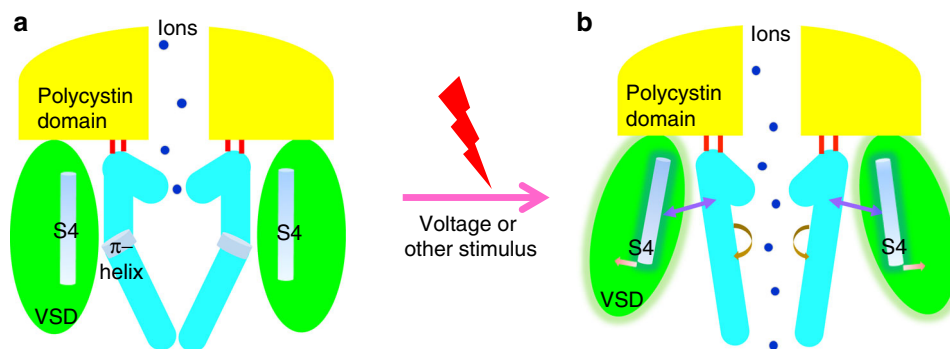 a
Ions
Polycystin
domain
S4
S4
π–
helix
VSD
Voltage or
other stimulus
b
Ions
Polycystin
domain
S4
S4
VSD